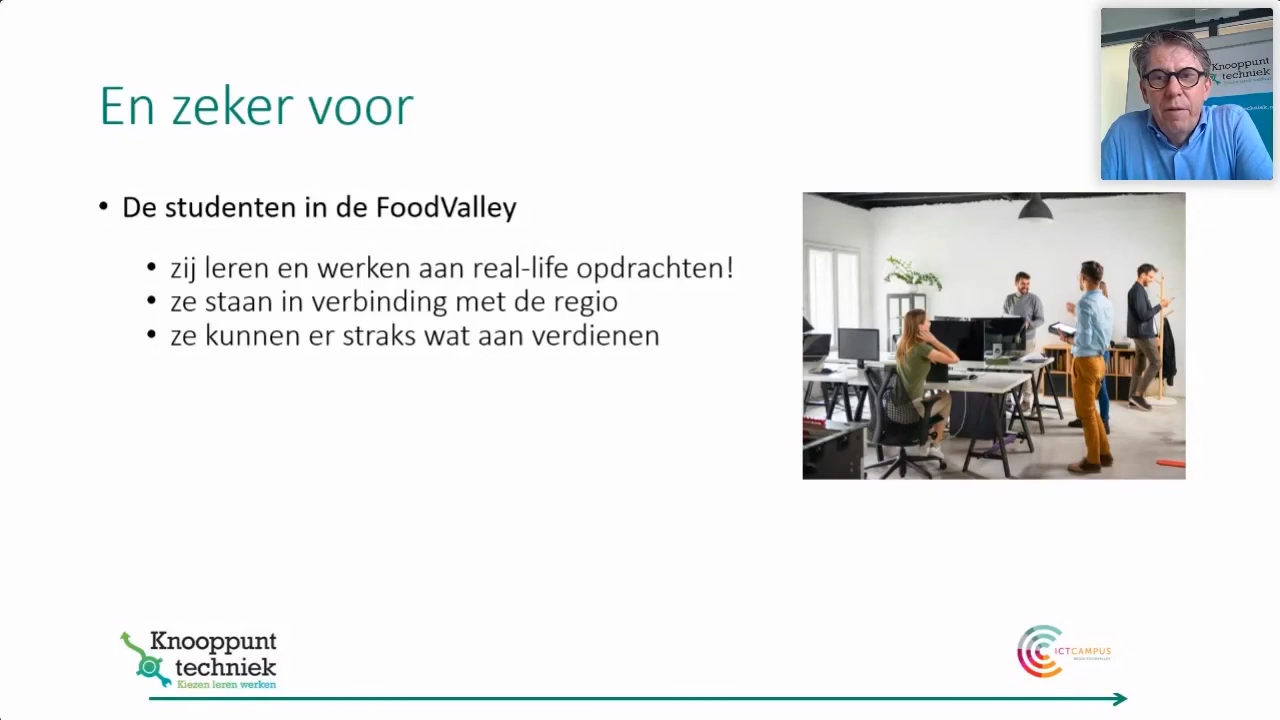 En zeker voor
• De studenten in de FoodValley
• zij leren en werken aan real-life opdrachten!
• ze staan in verbinding met de regio
• ze kunnen er straks wat aan verdienen
Knooppunt
techniek
Knooppunt
techniek
Kiezen leren werken
ICTCAMPUS